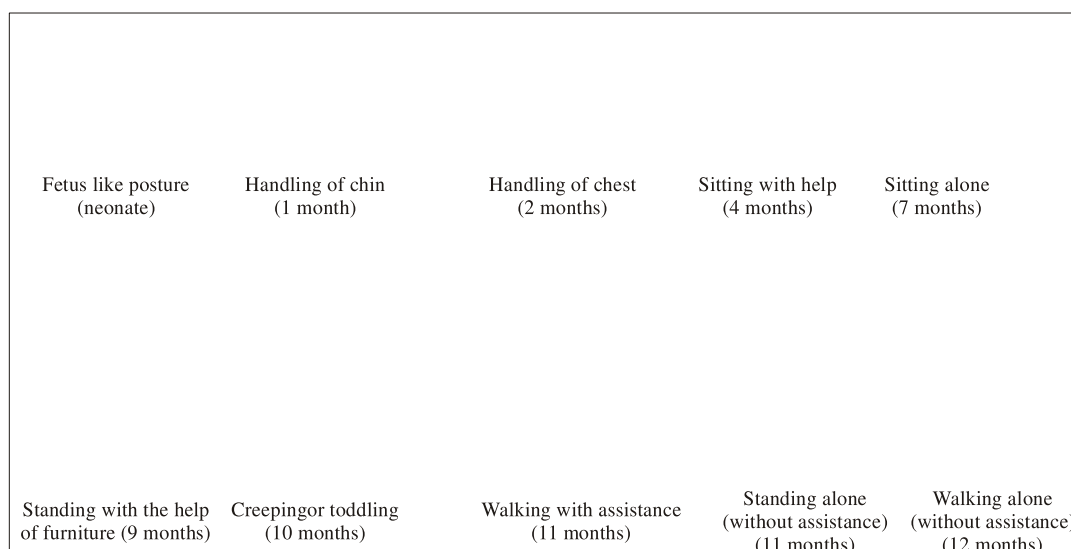 Fetus like posture
(neonate)
Handling of chin
(1 month)
Handling of chest
(2 months)
Sitting with help
(4 months)
Sitting alone
(7 months)
Standing with the help
of furniture (9 months)
Creepingor toddling
(10 months)
Walking with assistance
(11 months)
Standing alone
(without assistance)
(11 months)
Walking alone
(without assistance)
(12 months)